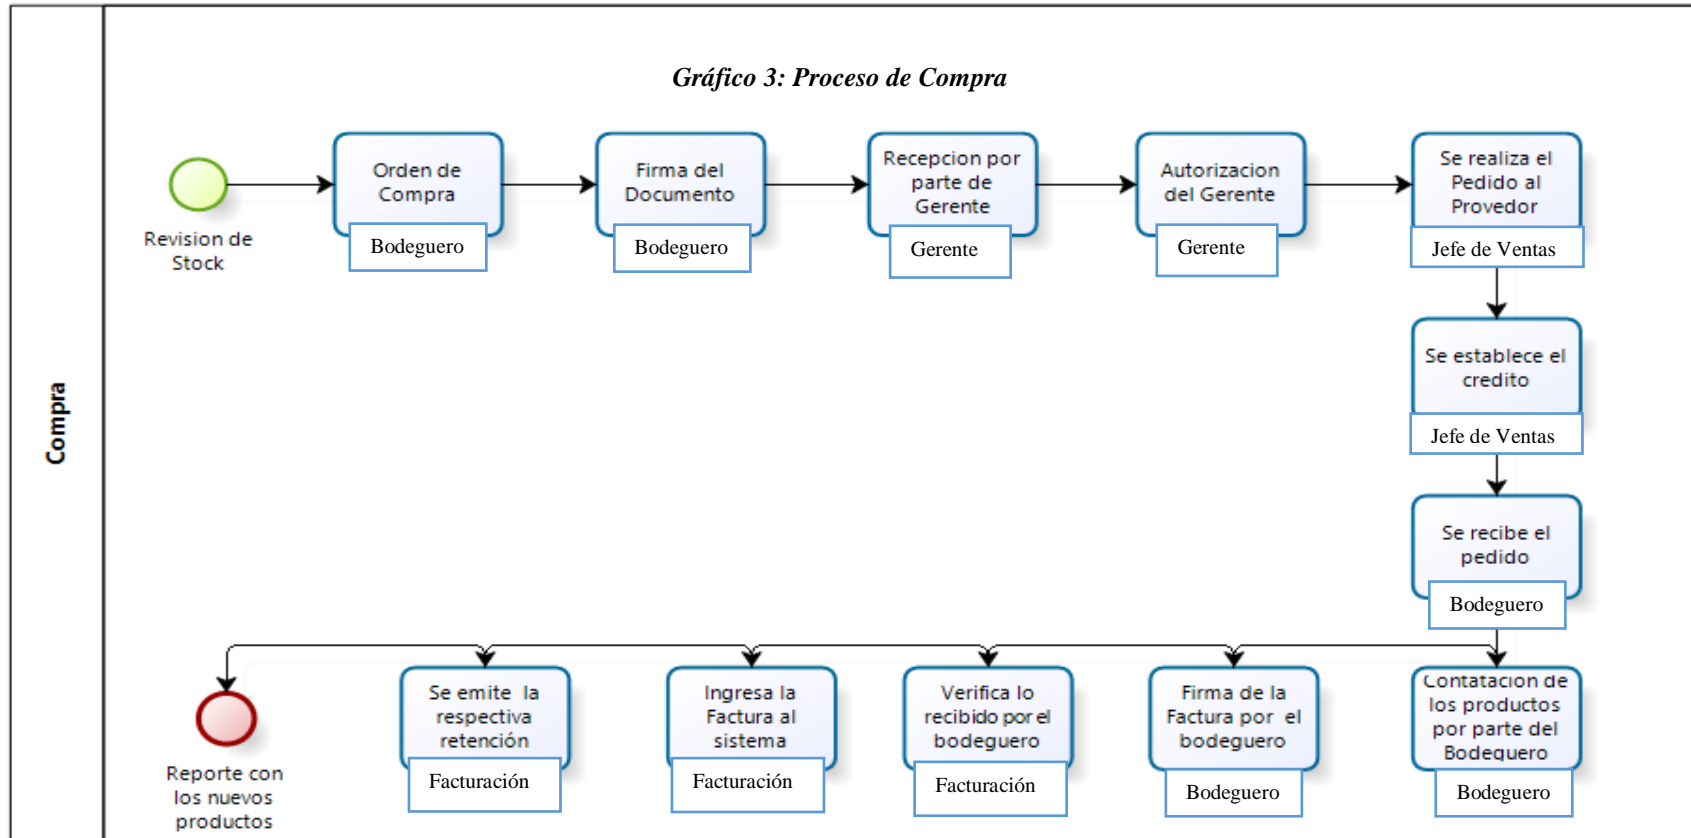 Gráfico 3: Proceso de Compra
Compra
Revision de
Stock
Orden de
Compra
Bodeguero
Firma del
Documento
Bodeguero
Recepcion por
parte de
Gerente
Gerente
Autorizacion
del Gerente
Gerente
Se realiza el
Pedido al
Provedor
Jefe de Ventas
Se establece el
credito
Jefe de Ventas
Se recibe el
pedido
Bodeguero
Contatacion de
los productos
por parte del
Bodeguero
Bodeguero
Firma de la
Factura por el
bodeguero
Bodeguero
Verifica lo
recibido por el
bodeguero
Facturación
Ingresa la
Factura al
sistema
Facturación
Se emite la
respectiva
retención
Facturación
Reporte con
los nuevos
productos